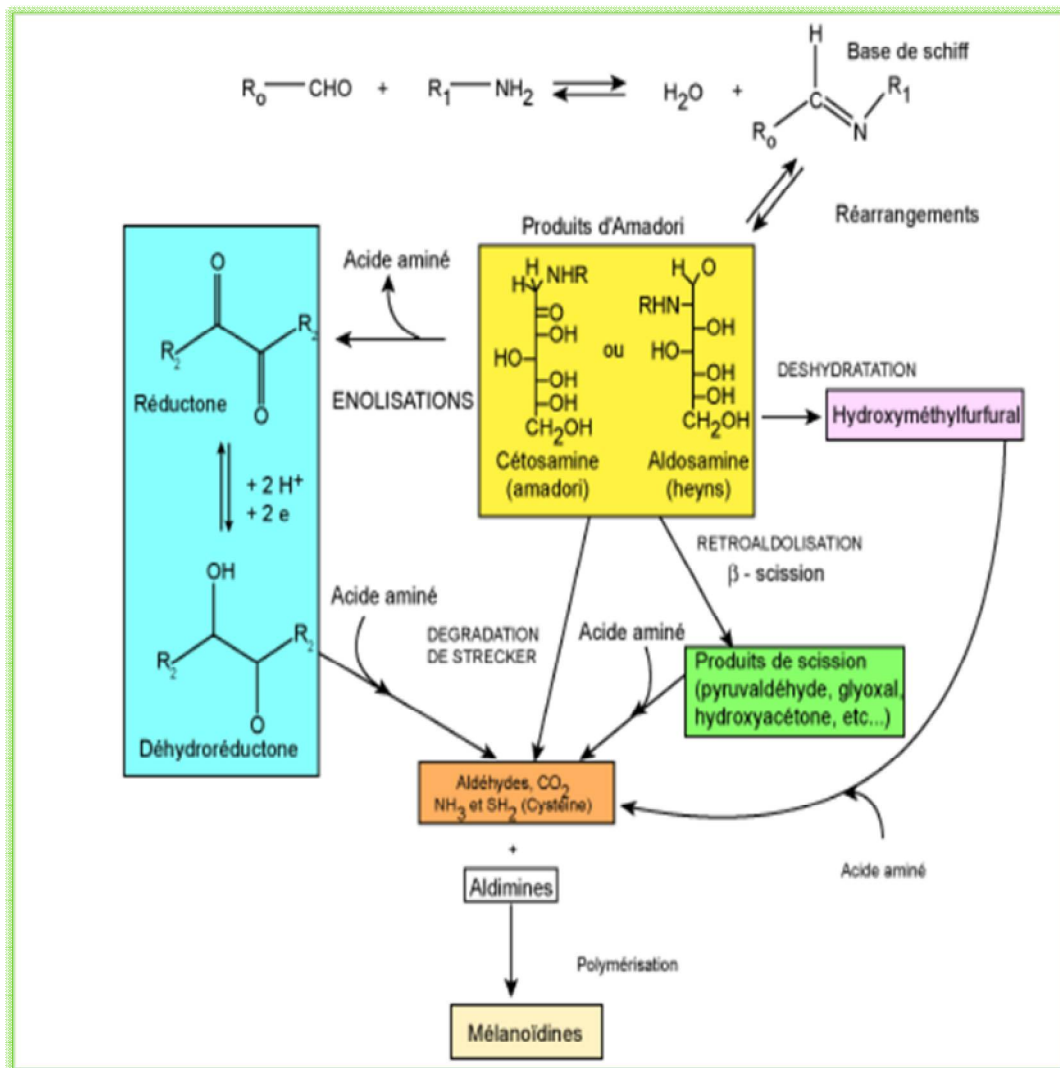 R₀—CHO + R₁—NH₂ ⇌ H₂O +
Base de schiff
H
C
R₁
R₀
N
Réarrangements
Produits d'Amadori
H
H
NHR
O
OH
HO
OH
OH
CH₂OH
Cétosamine
(amadori)
ou
H
O
RHN
OH
HO
OH
OH
CH₂OH
Aldosamine
(heyns)
Acide aminé
ENOLISATIONS
O
R₂
R₂
O
Réductone
+ 2 H⁺
+ 2 e
OH
R₂
R₂
O
Déhydroréductone
DESHYDRATATION
Hydroxyméthylfurfural
RETROALDOLISATION
β - scission
Acide aminé
DEGRADATION
DE STRECKER
Acide aminé
Produits de scission
(pyruvaldéhyde, glyoxal,
hydroxyacétone, etc...)
Aldéhydes, CO₂
NH₃ et SH₂ (Cystéine)
+
Aldimines
Acide aminé
Polymérisation
Mélanoïdines